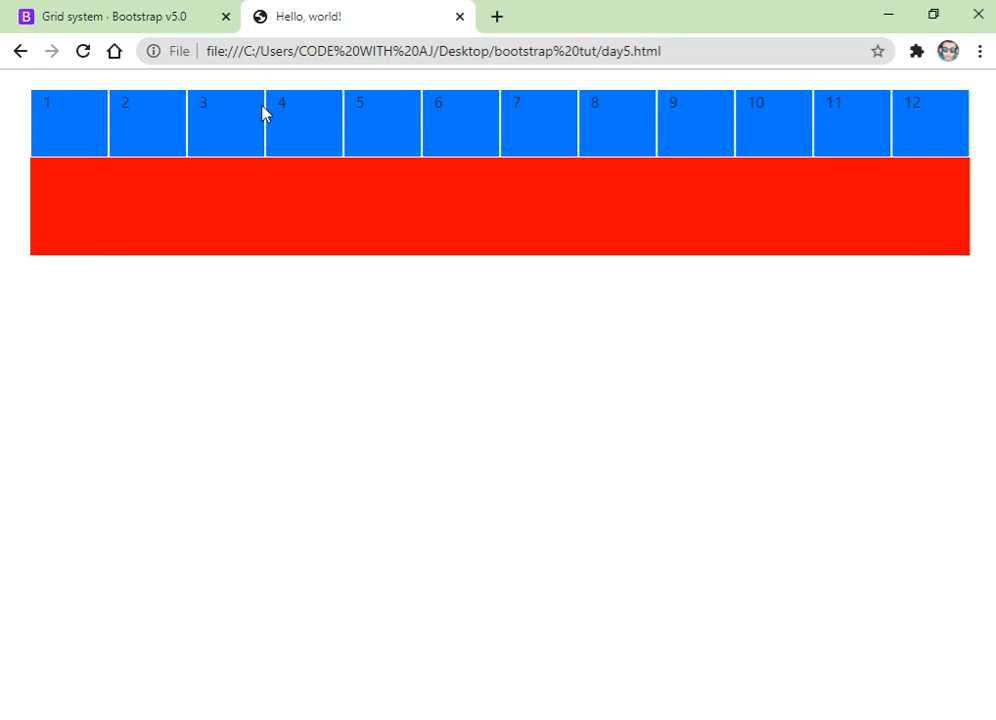 B Grid system · Bootstrap v5.0 Hello, world!
File file:///C:/Users/CODE%20WITH%20AJ/Desktop/bootstrap%20tut/day5.html
1 2 3 4 5 6 7 8 9 10 11 12